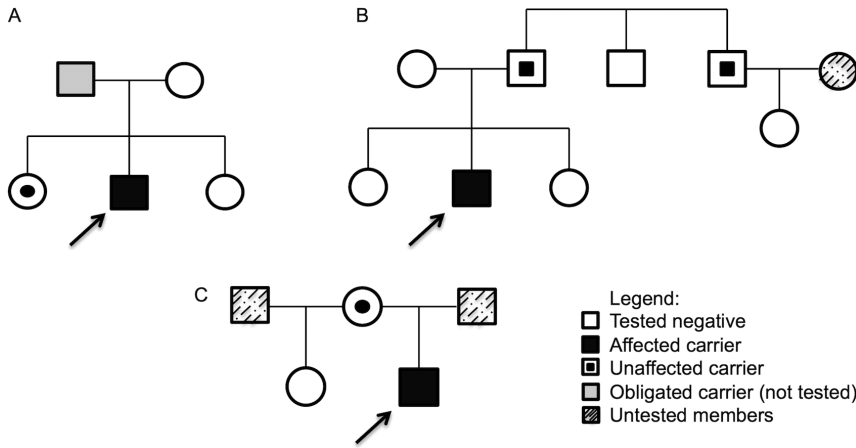 A
B
C
Legend:
Tested negative
Affected carrier
Unaffected carrier
Obligated carrier (not tested)
Untested members